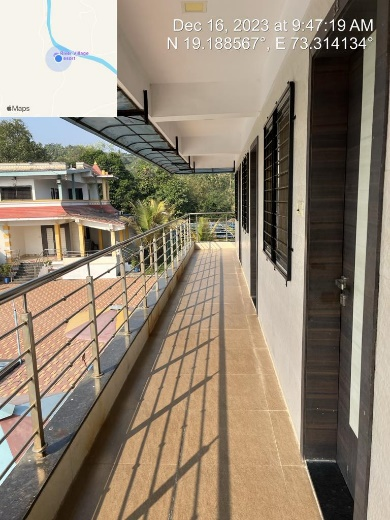 Dec 16, 2023 at 9:47:19 AM
N 19.188567°, E 73.314134°
Maps